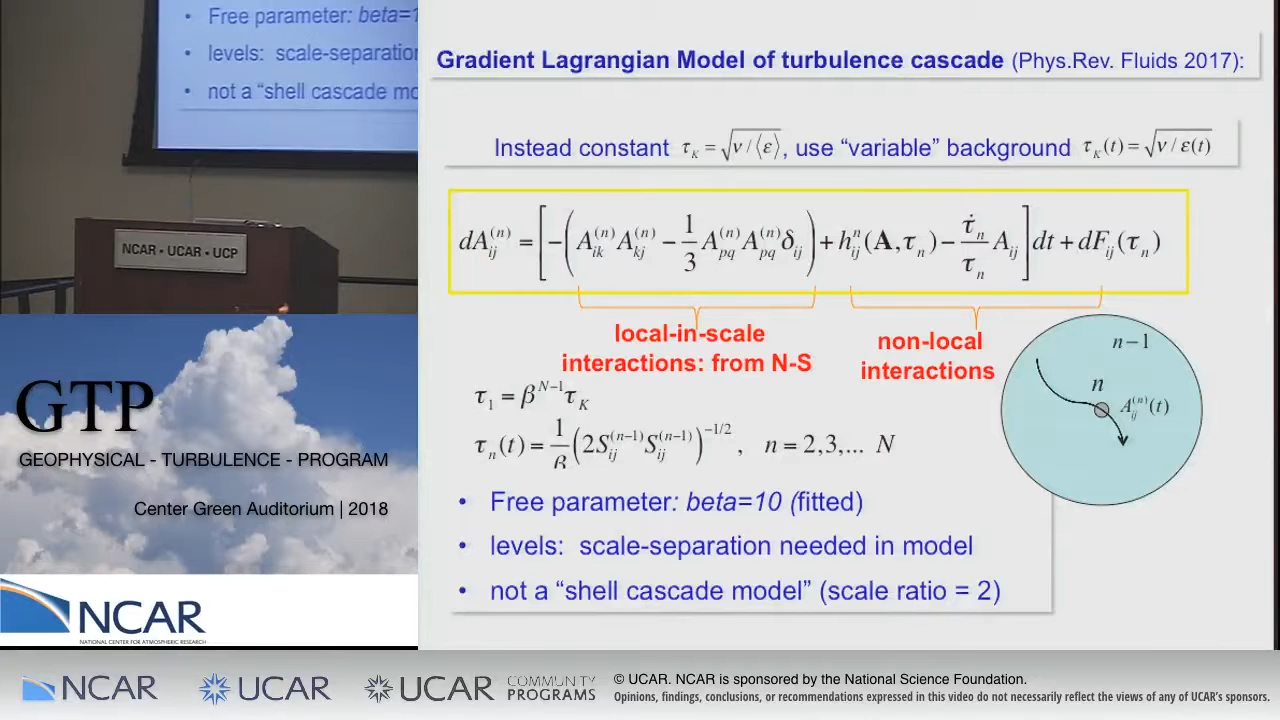 Free parameter: beta=1
levels: scale-separation
not a "shell cascade mo
NCAR · UCAR · UCP
GTP
GEOPHYSICAL - TURBULENCE - PROGRAM
Center Green Auditorium | 2018
NCAR
NATIONAL CENTER FOR ATMOSPHERIC RESEARCH
Gradient Lagrangian Model of turbulence cascade (Phys.Rev. Fluids 2017):
Instead constant τ_K = √(ν / ⟨ε⟩), use “variable” background τ_K(t) = √(ν / ε(t))
dA_ij^(n) = [ −( A_ik^(n) A_kj^(n) − 1/3 A_pq^(n) A_pq^(n) δ_ij ) + h_ij^n (A, τ_n) − τ̇_n/τ_n A_ij ] dt + dF_ij(τ_n)
local-in-scale
interactions: from N-S
non-local
interactions
n−1
n
A_ij^(n)(t)
τ_1 = β^(N−1) τ_K
τ_n(t) = 1/β (2S_ij^(n−1) S_ij^(n−1))^(−1/2) , n = 2,3,... N
• Free parameter: beta=10 (fitted)
• levels: scale-separation needed in model
• not a “shell cascade model” (scale ratio = 2)
NCAR
UCAR
UCAR
COMMUNITY
PROGRAMS
© UCAR. NCAR is sponsored by the National Science Foundation.
Opinions, findings, conclusions, or recommendations expressed in this video do not necessarily reflect the views of any of UCAR's sponsors.